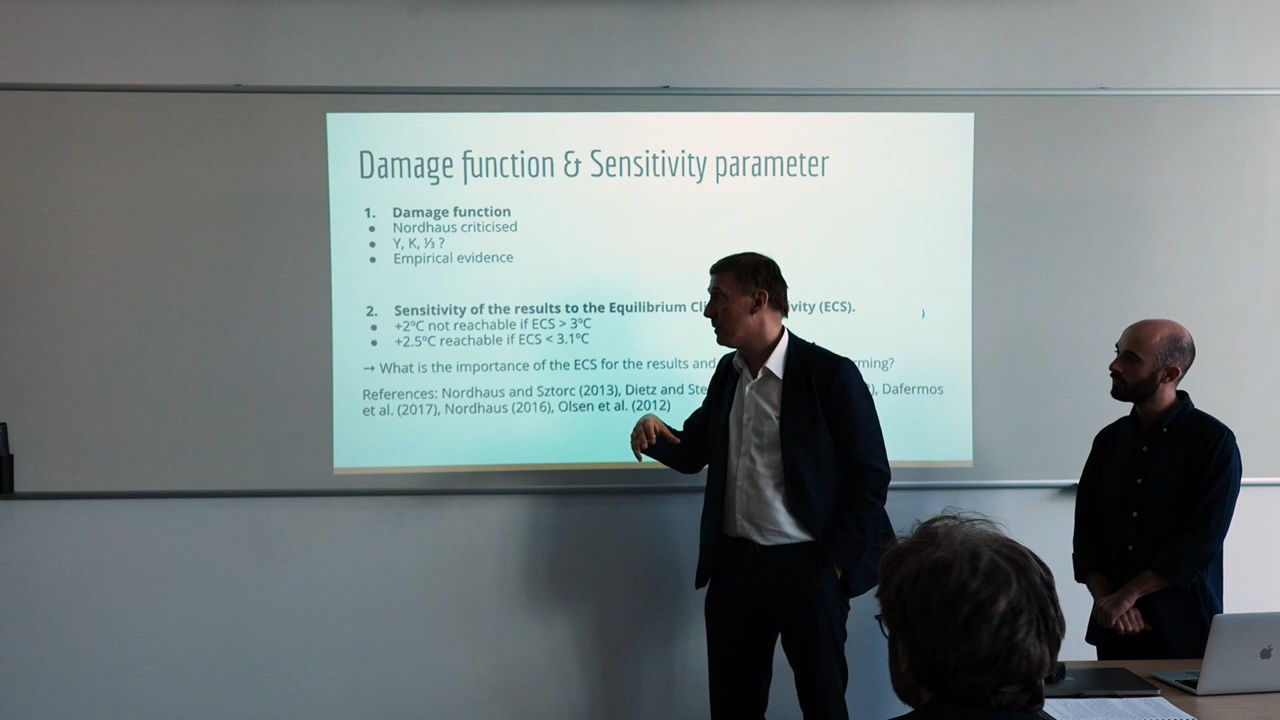 Damage function & Sensitivity parameter
1. Damage function
● Nordhaus criticised
● Y, K, ⅓ ?
● Empirical evidence
2. Sensitivity of the results to the Equilibrium (ECS).
● +2°C not reachable if ECS > 3°C
● +2.5°C reachable if ECS < 3.1°C
→ What is the importance of the ECS for the results and
References: Nordhaus and Sztorc (2013), Dietz and Dafermos
et al. (2017), Nordhaus (2016), Olsen et al. (2012)